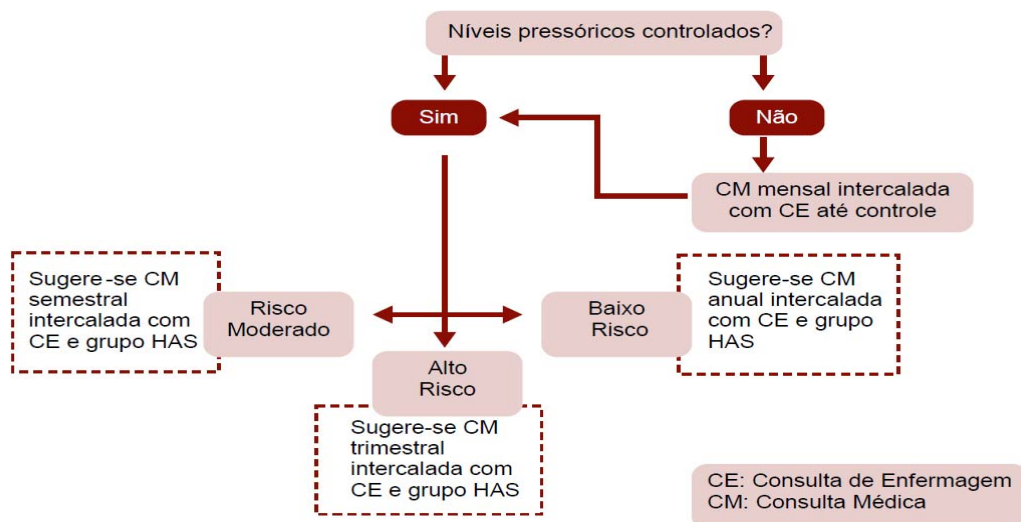 Níveis pressóricos controlados?
Sim
Não
CM mensal intercalada
com CE até controle
Sugere-se CM
semestral
intercalada com
CE e grupo HAS
Risco
Moderado
Baixo
Risco
Sugere-se CM
anual intercalada
com CE e grupo
HAS
Alto
Risco
Sugere-se CM
trimestral
intercalada com
CE e grupo HAS
CE: Consulta de Enfermagem
CM: Consulta Médica